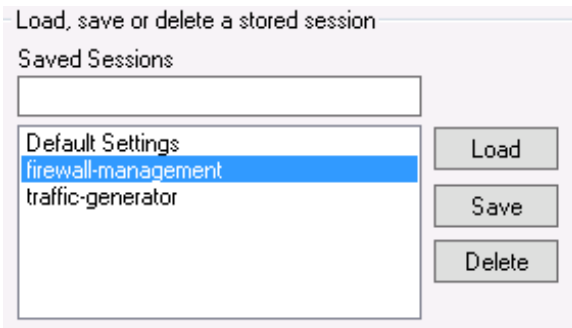 Load, save or delete a stored session
Saved Sessions
Default Settings
firewall-management
traffic-generator
Load
Save
Delete